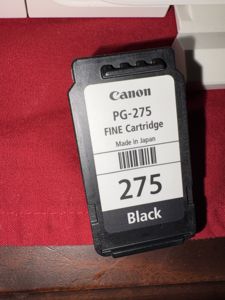 Canon
PG-275
FINE Cartridge
Made in Japan
275
Black